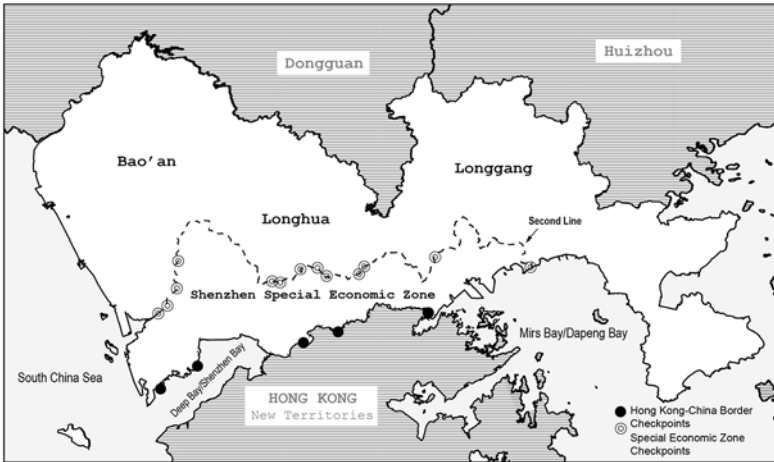 Dongguan
Huizhou
Bao'an
Longgang
Longhua
Second Line
Shenzhen Special Economic Zone
Mirs Bay/Dapeng Bay
South China Sea
Deep Bay/Shenzhen Bay
HONG KONG
New Territories
Hong Kong-China Border
Checkpoints
Special Economic Zone
Checkpoints